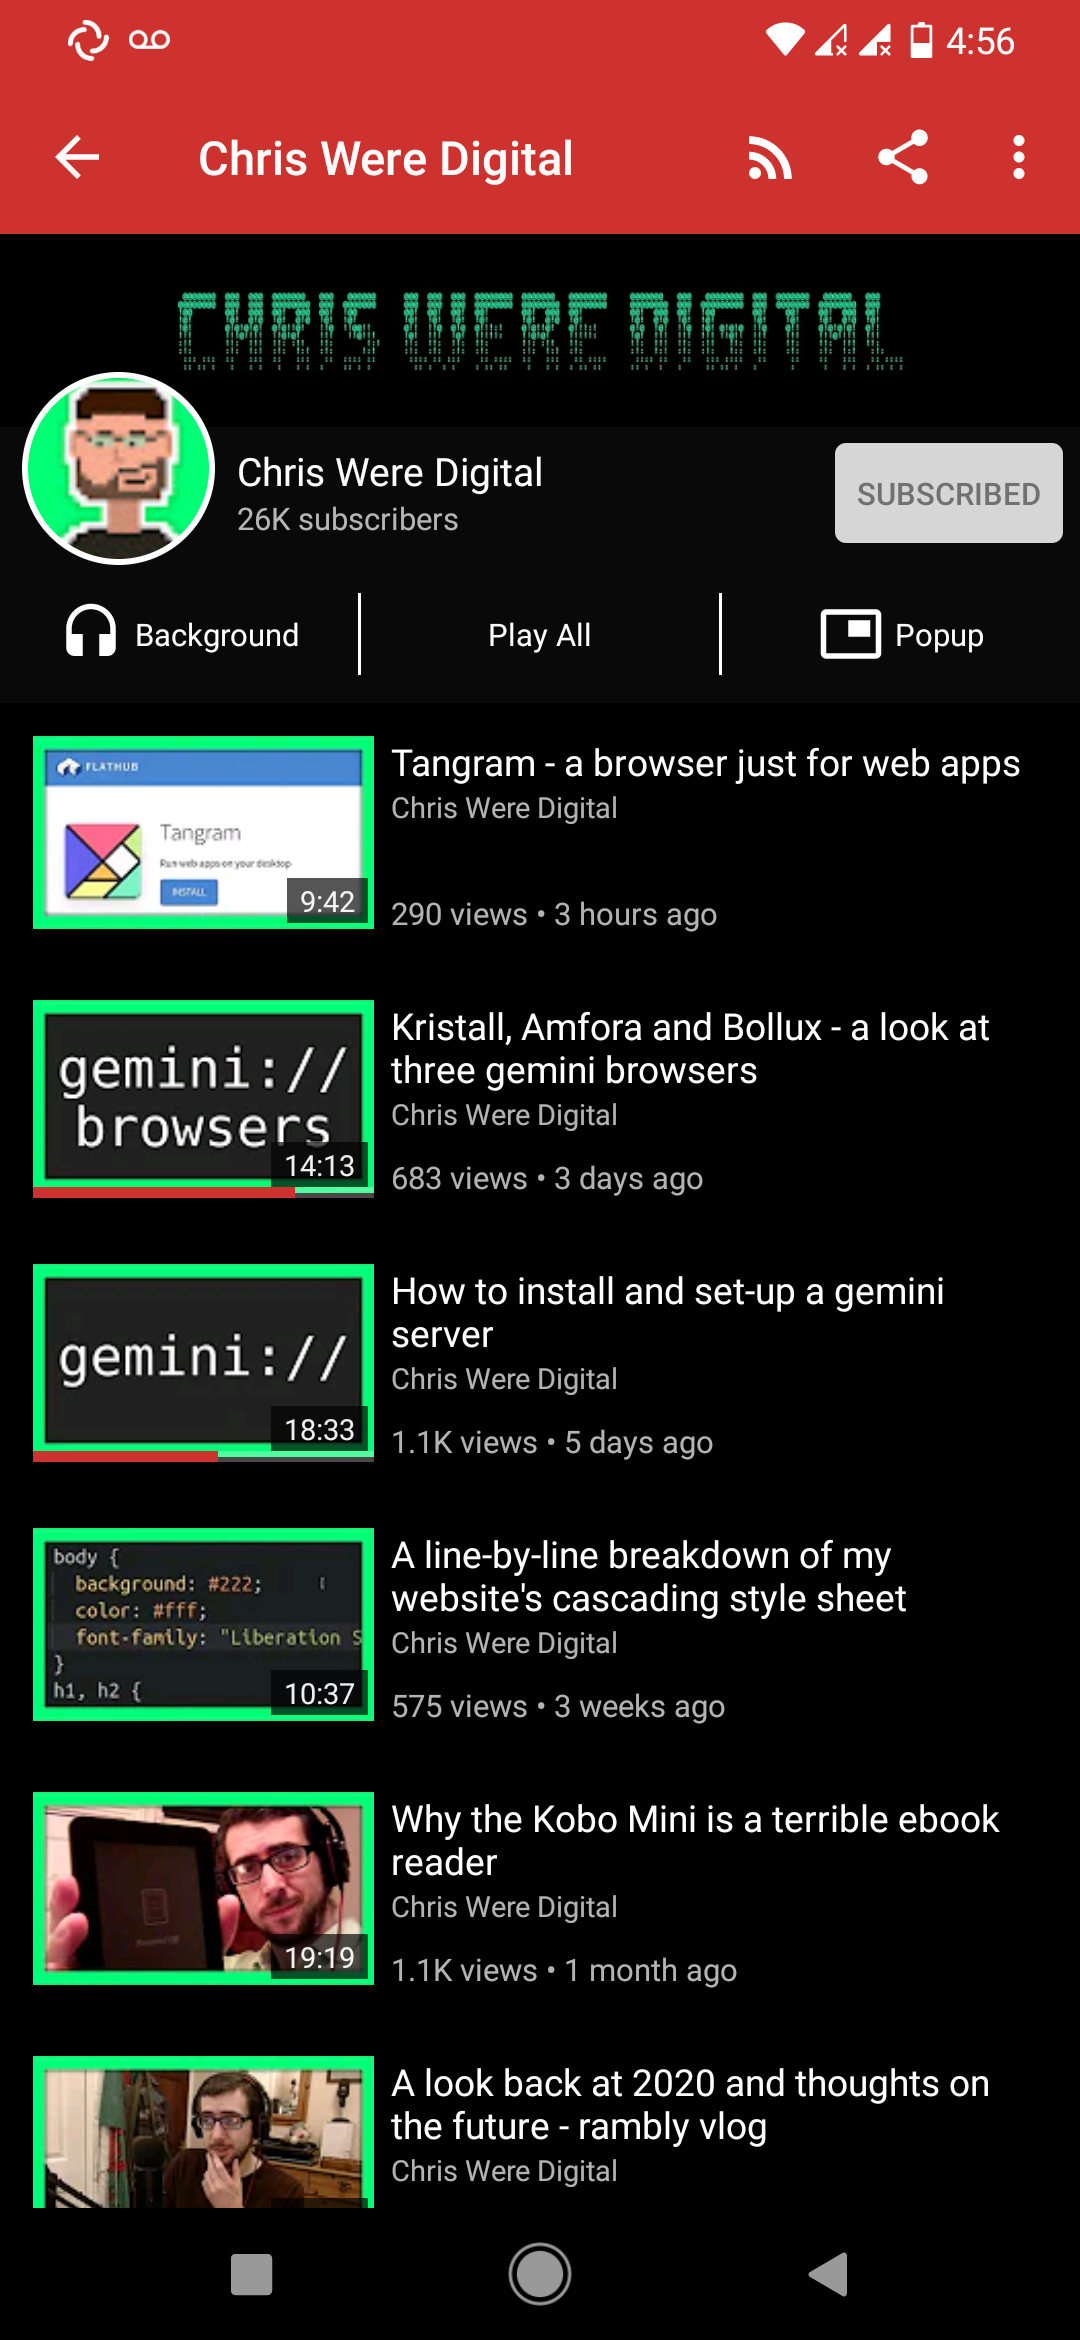 4:56
Chris Were Digital
CHRIS WERE DIGITAL
Chris Were Digital
26K subscribers
SUBSCRIBED
Background
Play All
Popup
FLATHUB
Tangram
Run web apps on your desktop
INSTALL
9:42
Tangram - a browser just for web apps
Chris Were Digital
290 views • 3 hours ago
gemini://
browsers
14:13
Kristall, Amfora and Bollux - a look at
three gemini browsers
Chris Were Digital
683 views • 3 days ago
gemini://
18:33
How to install and set-up a gemini
server
Chris Were Digital
1.1K views • 5 days ago
body {
background: #222;
color: #fff;
font-family: "Liberation S
}
h1, h2 {
10:37
A line-by-line breakdown of my
website's cascading style sheet
Chris Were Digital
575 views • 3 weeks ago
19:19
Why the Kobo Mini is a terrible ebook
reader
Chris Were Digital
1.1K views • 1 month ago
A look back at 2020 and thoughts on
the future - rambly vlog
Chris Were Digital